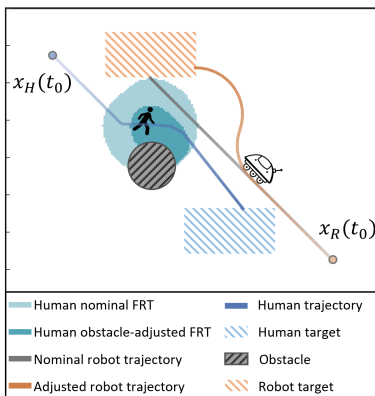 x_H(t_0)
x_R(t_0)
Human nominal FRT
Human trajectory
Human obstacle-adjusted FRT
Human target
Nominal robot trajectory
Obstacle
Adjusted robot trajectory
Robot target